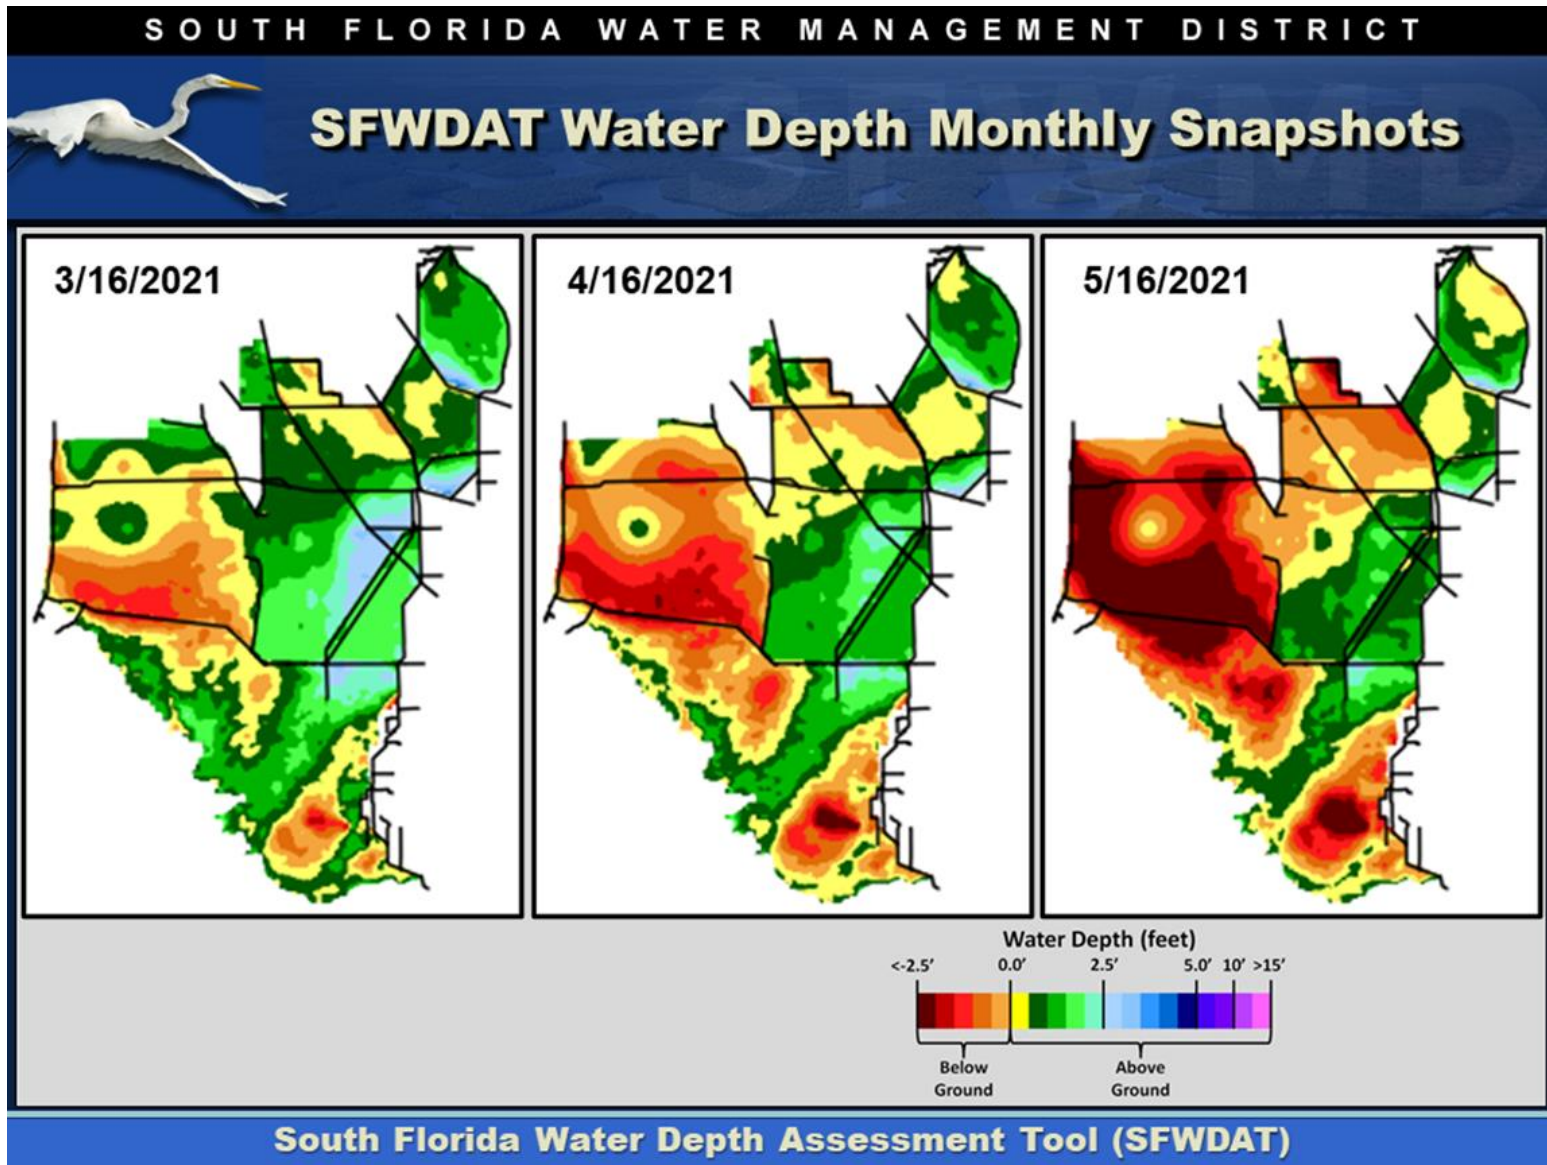 SOUTH FLORIDA WATER MANAGEMENT DISTRICT
SFWMD
SFWDAT Water Depth Monthly Snapshots
3/16/2021
4/16/2021
5/16/2021
Water Depth (feet)
<-2.5' 0.0' 2.5' 5.0' 10' >15'
Below Ground
Above Ground
South Florida Water Depth Assessment Tool (SFWDAT)